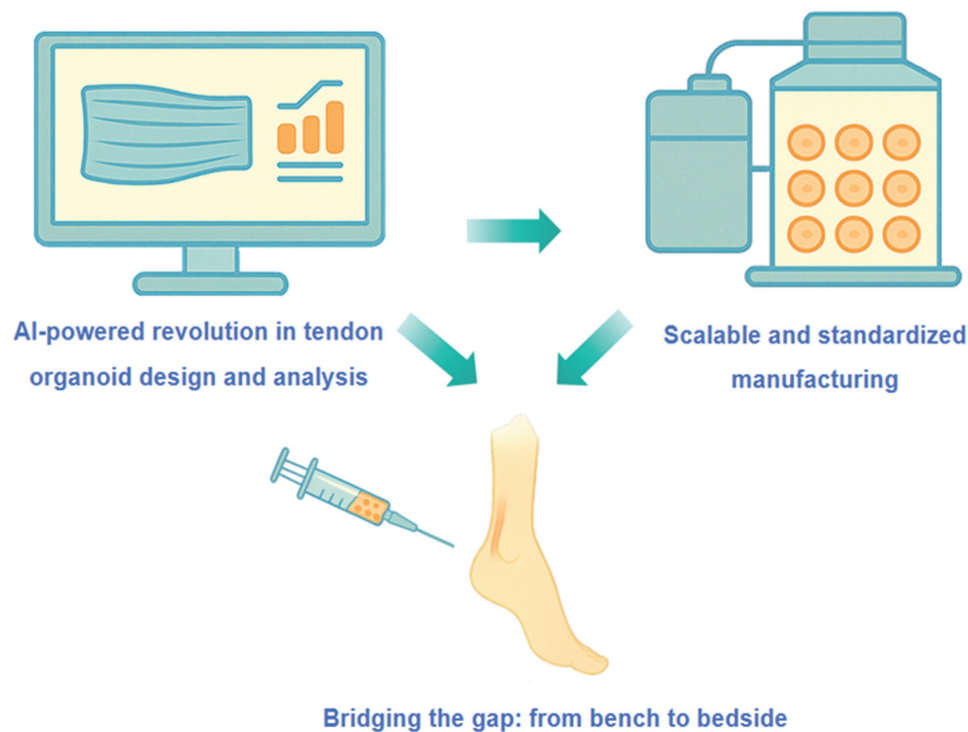 AI-powered revolution in tendon
organoid design and analysis
Scalable and standardized
manufacturing
Bridging the gap: from bench to bedside